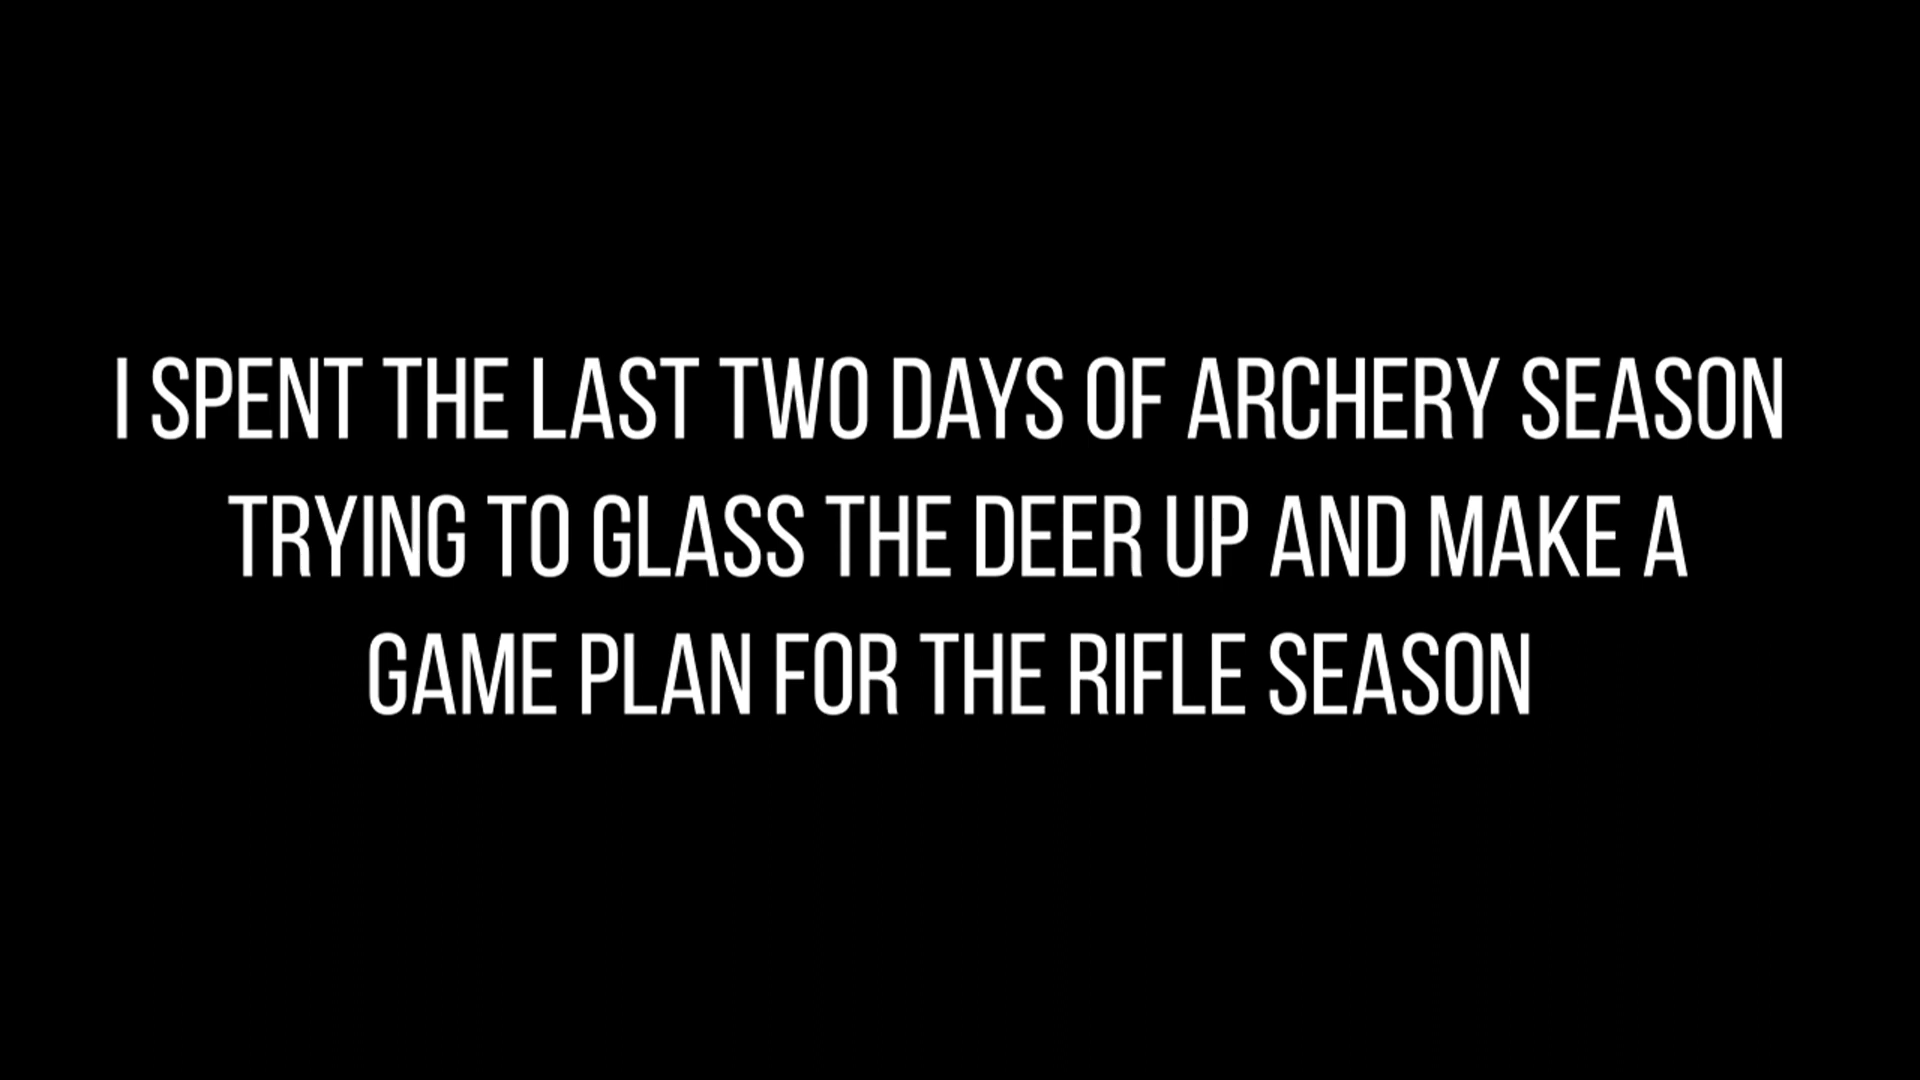 I SPENT THE LAST TWO DAYS OF ARCHERY SEASON
TRYING TO GLASS THE DEER UP AND MAKE A
GAME PLAN FOR THE RIFLE SEASON